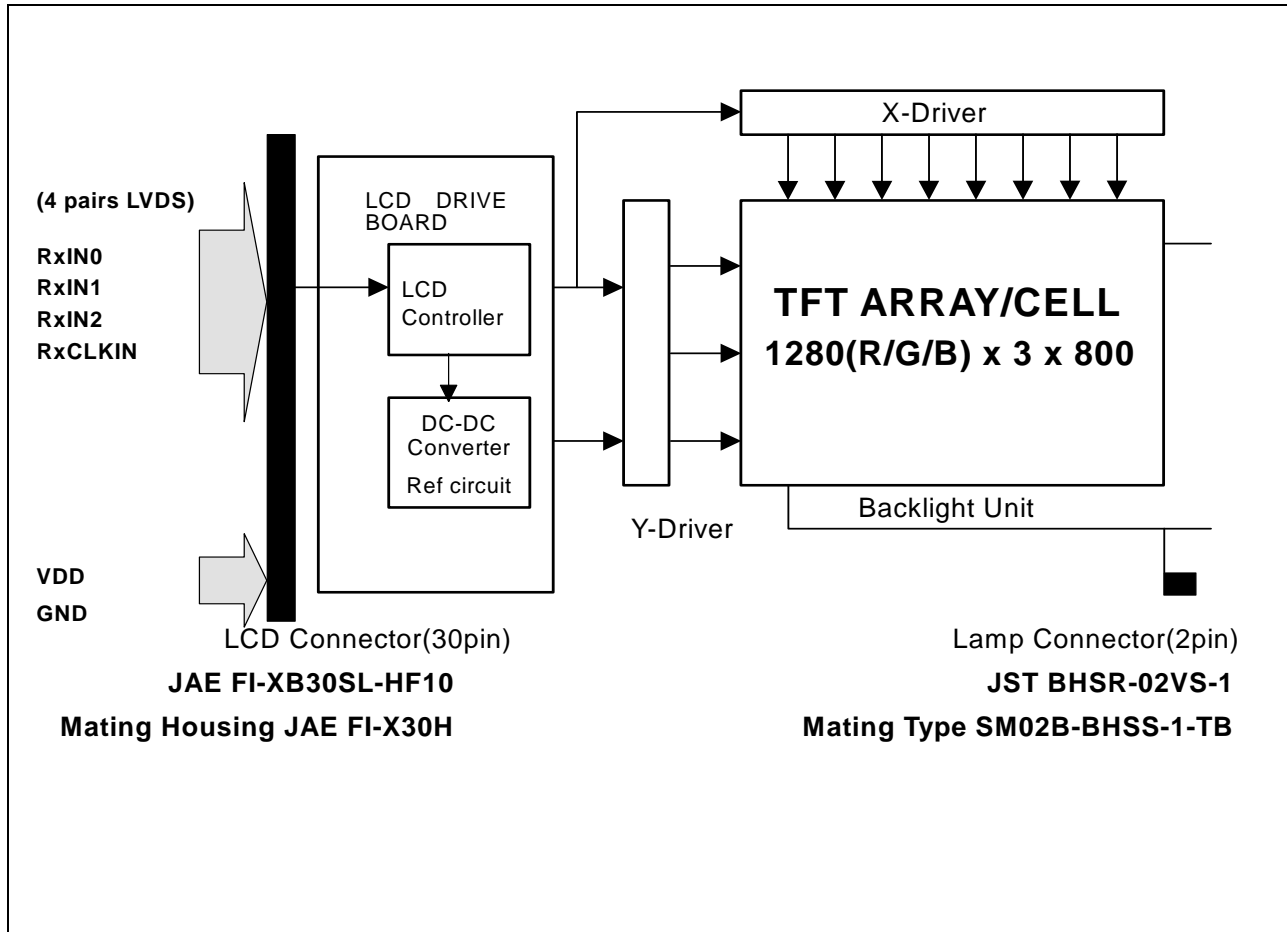 X-Driver
(4 pairs LVDS)
RxIN0
RxIN1
RxIN2
RxCLKIN
LCD DRIVE
BOARD
LCD
Controller
DC-DC
Converter
Ref circuit
TFT ARRAY/CELL
1280(R/G/B) x 3 x 800
Backlight Unit
Y-Driver
VDD
GND
LCD Connector(30pin)
JAE FI-XB30SL-HF10
Mating Housing JAE FI-X30H
Lamp Connector(2pin)
JST BHSR-02VS-1
Mating Type SM02B-BHSS-1-TB